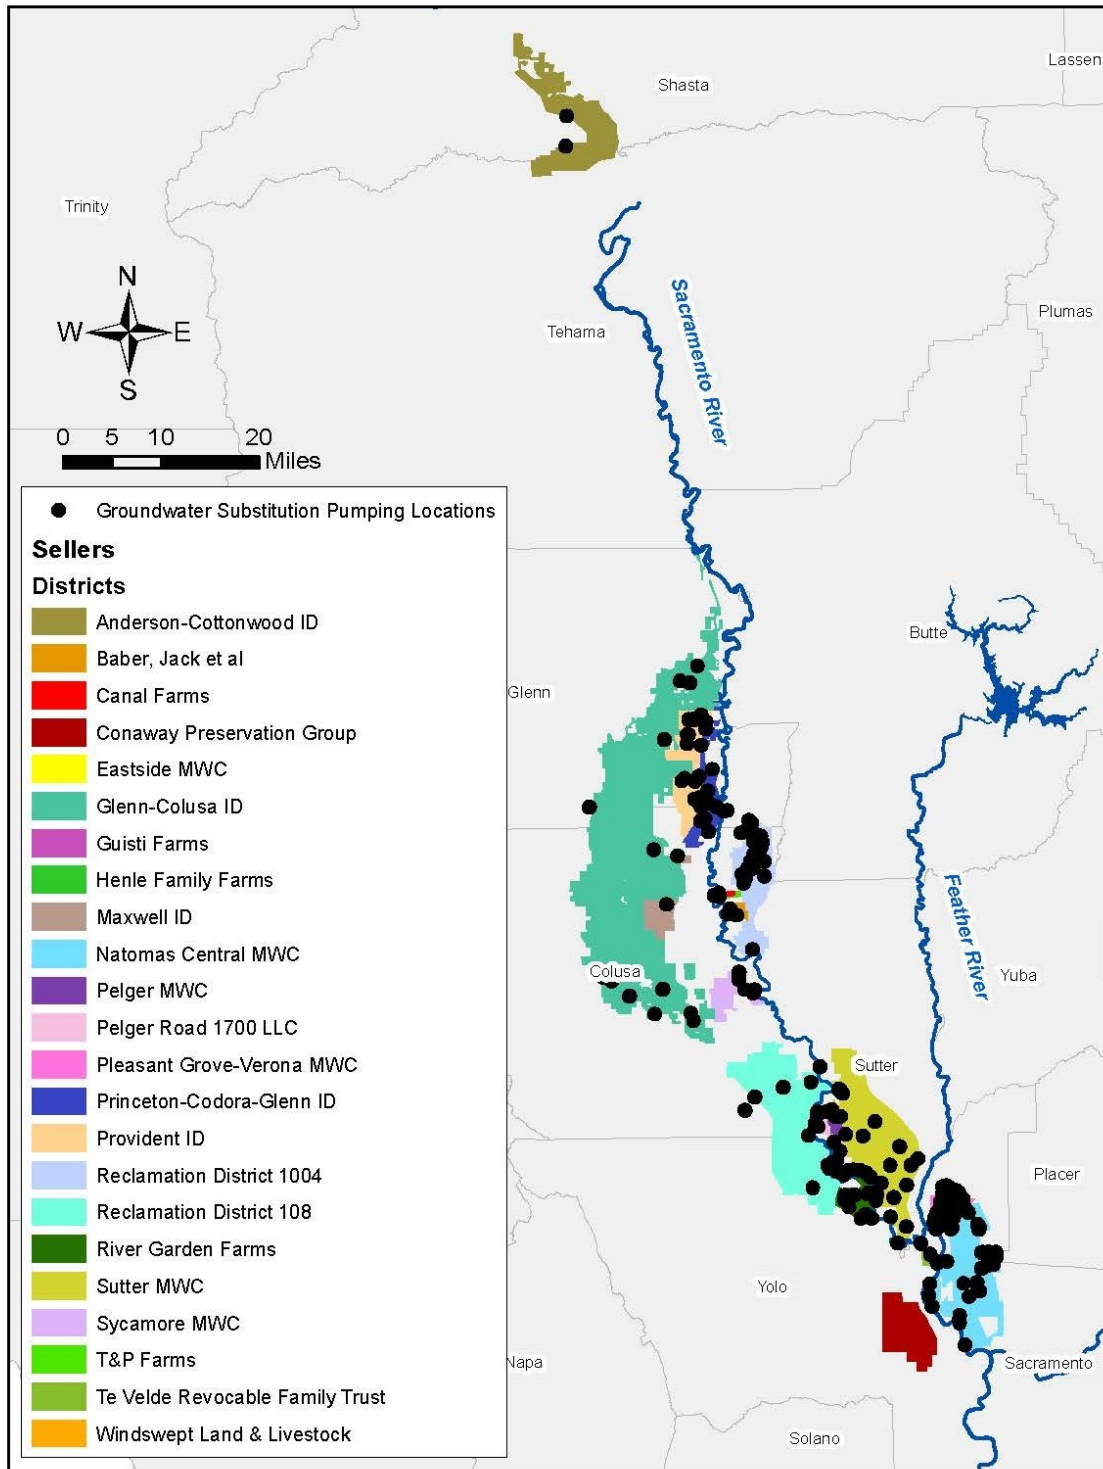 Lassen
Shasta
Trinity
N
W E
S
Sacramento River
Plumas
Tehama
0 5 10 20
Miles
Groundwater Substitution Pumping Locations
Sellers
Districts
Anderson-Cottonwood ID
Baber, Jack et al
Canal Farms
Conaway Preservation Group
Eastside MWC
Glenn-Colusa ID
Guisti Farms
Henle Family Farms
Maxwell ID
Natomas Central MWC
Pelger MWC
Pelger Road 1700 LLC
Pleasant Grove-Verona MWC
Princeton-Codora-Glenn ID
Provident ID
Reclamation District 1004
Reclamation District 108
River Garden Farms
Sutter MWC
Sycamore MWC
T&P Farms
Te Velde Revocable Family Trust
Windswept Land & Livestock
Butte
Glenn
Feather River
Colusa
Yuba
Sutter
Placer
Yolo
Napa
Sacramento
Solano